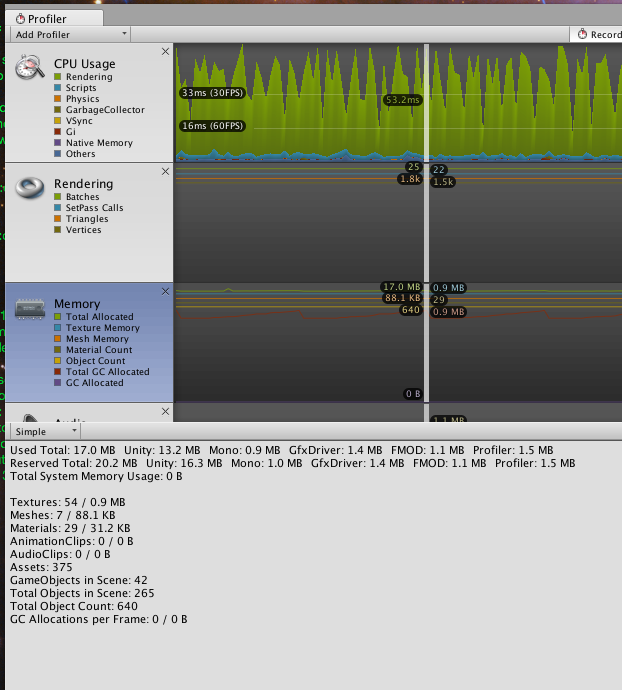 Profiler
Add Profiler
Record
CPU Usage
Rendering
Scripts
Physics
GarbageCollector
VSync
Gi
Native Memory
Others
33ms (30FPS)
53.2ms
16ms (60FPS)
Rendering
Batches
SetPass Calls
Triangles
Vertices
25
22
1.8k
1.5k
Memory
Total Allocated
Texture Memory
Mesh Memory
Material Count
Object Count
Total GC Allocated
GC Allocated
17.0 MB
0.9 MB
88.1 KB
29
640
0.9 MB
0 B
Audio
1.1 MB
Simple
Used Total: 17.0 MB   Unity: 13.2 MB   Mono: 0.9 MB   GfxDriver: 1.4 MB   FMOD: 1.1 MB   Profiler: 1.5 MB
Reserved Total: 20.2 MB   Unity: 16.3 MB   Mono: 1.0 MB   GfxDriver: 1.4 MB   FMOD: 1.1 MB   Profiler: 1.5 MB
Total System Memory Usage: 0 B
Textures: 54 / 0.9 MB
Meshes: 7 / 88.1 KB
Materials: 29 / 31.2 KB
AnimationClips: 0 / 0 B
AudioClips: 0 / 0 B
Assets: 375
GameObjects in Scene: 42
Total Objects in Scene: 265
Total Object Count: 640
GC Allocations per Frame: 0 / 0 B